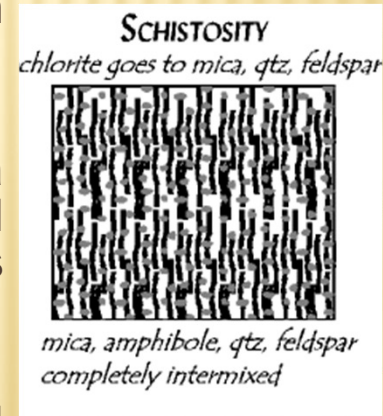 SCHISTOSITY
chlorite goes to mica, qtz, feldspar
mica, amphibole, qtz, feldspar
completely intermixed